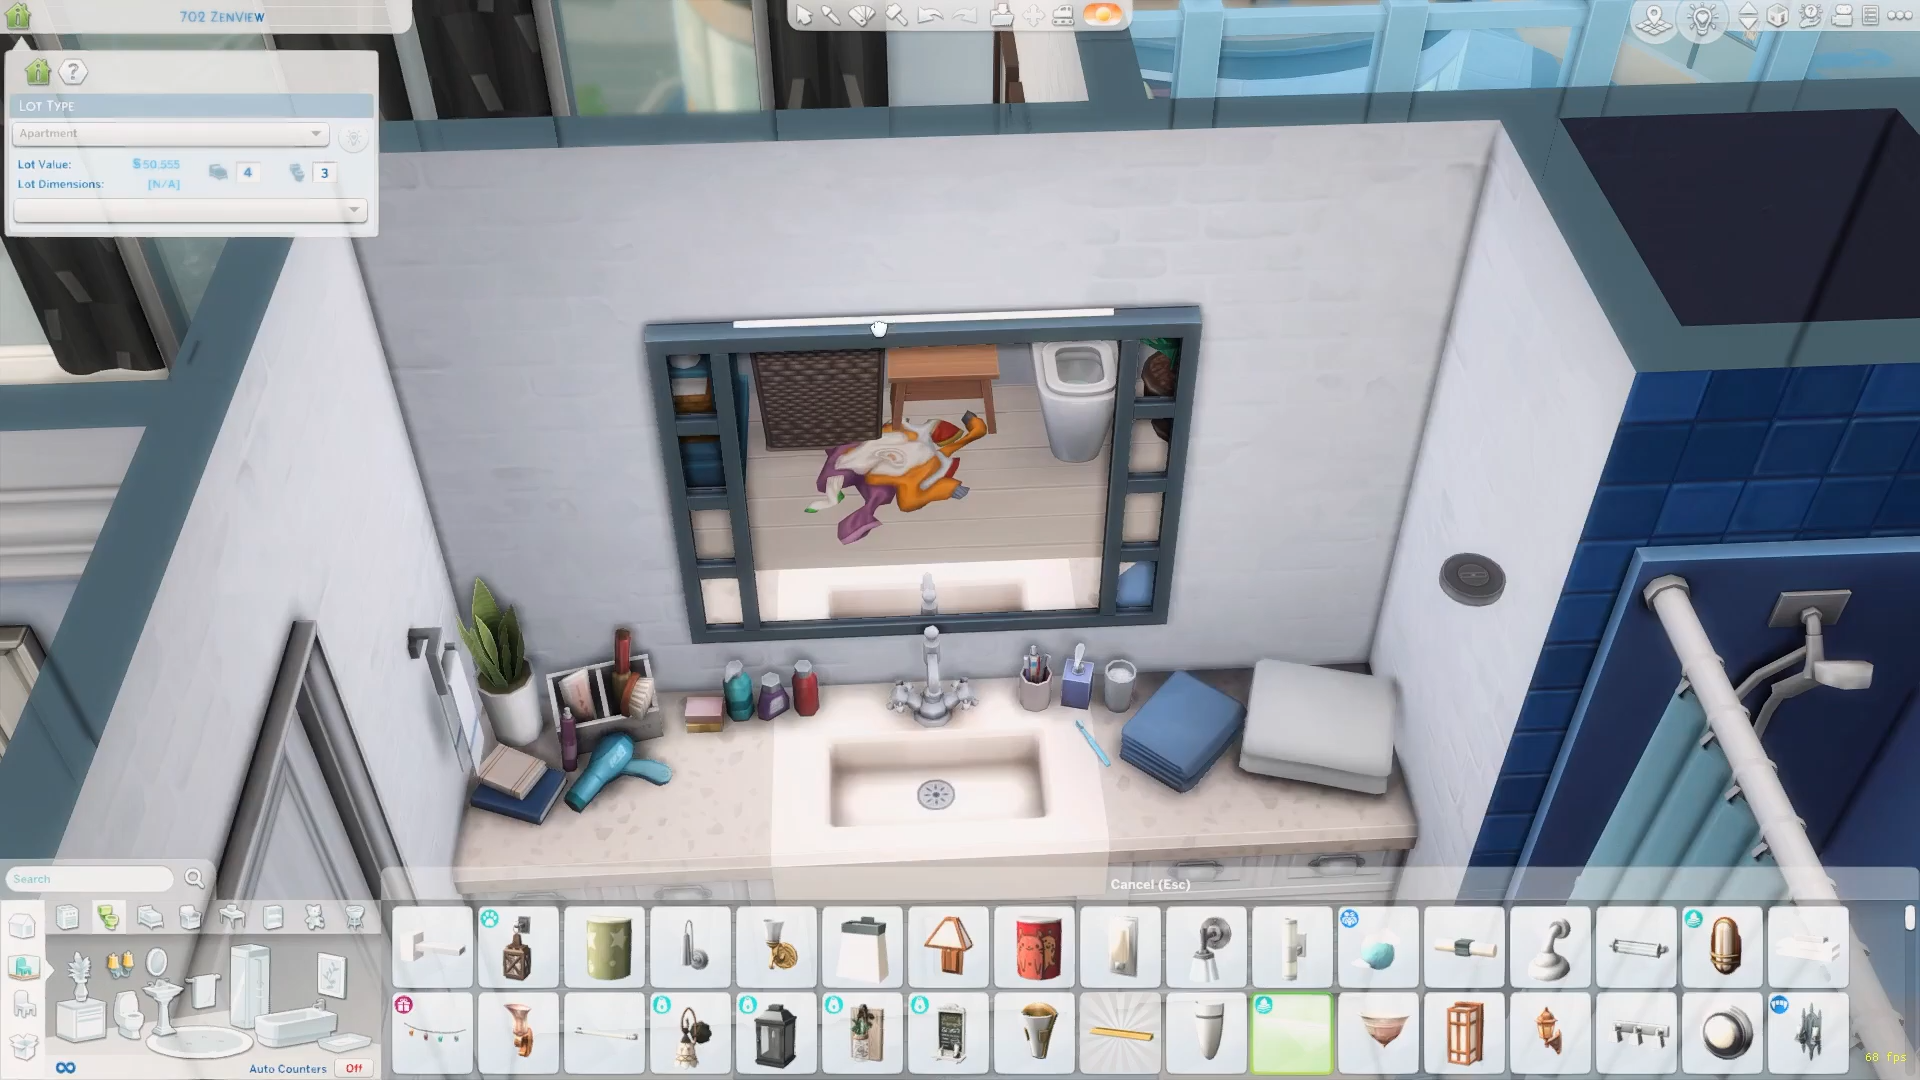 702 ZenView
?
Lot Type
Apartment
Lot Value: §50,555 4 3
Lot Dimensions: [N/A]
Search
Cancel (Esc)
Auto Counters Off
68 fps